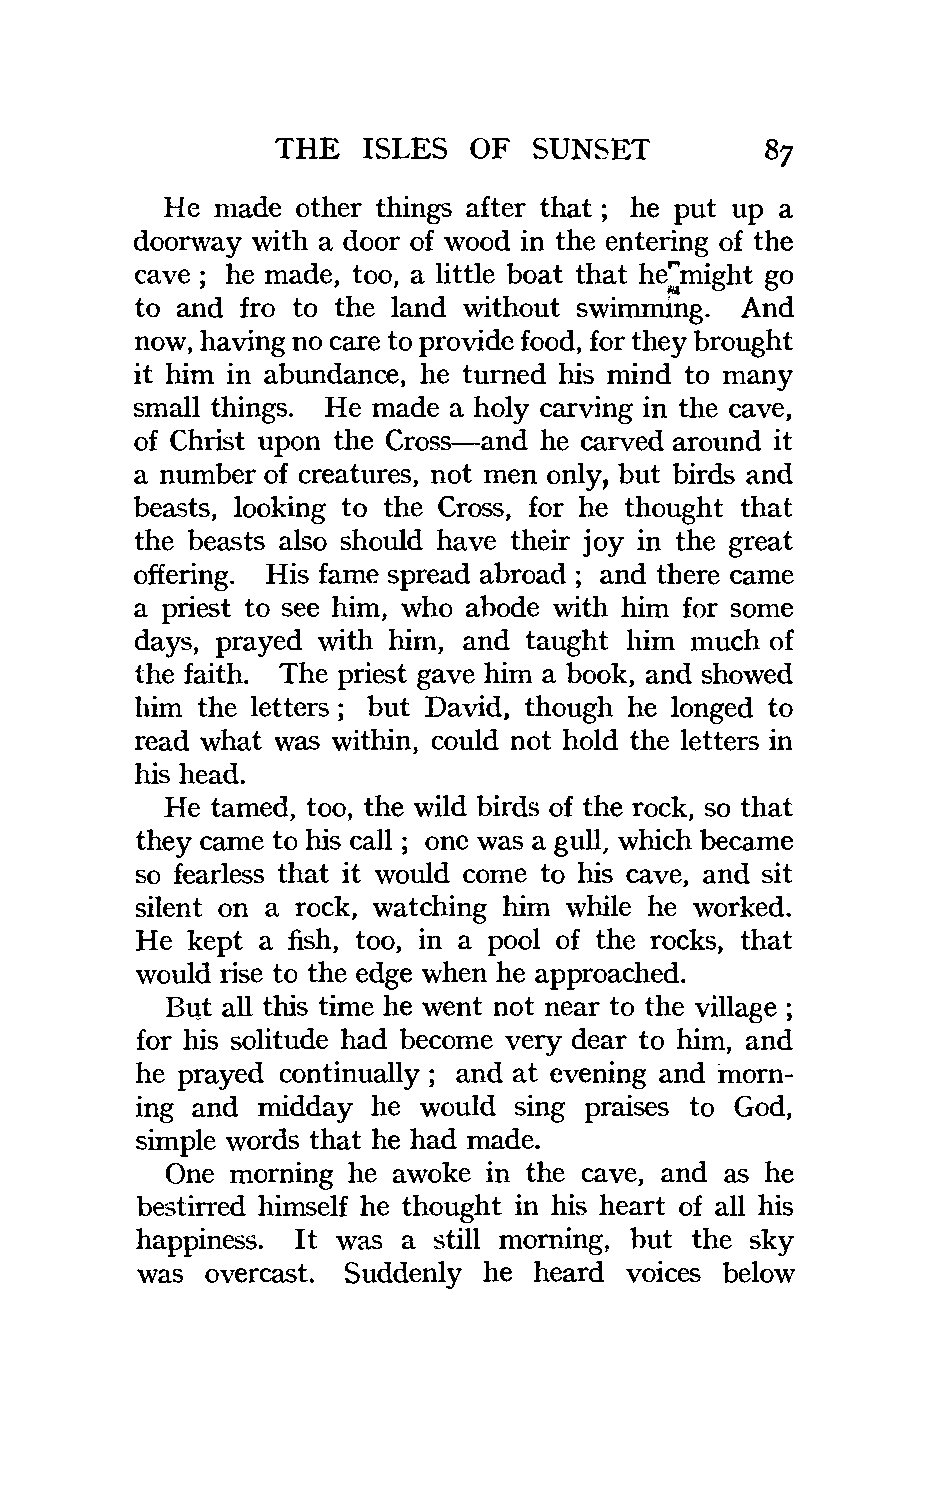 THE ISLES OF SUNSET 87
He made other things after that ; he put up a
doorway with a door of wood in the entering of the
cave ; he made, too, a little boat that he might go
to and fro to the land without swimming. And
now, having no care to provide food, for they brought
it him in abundance, he turned his mind to many
small things. He made a holy carving in the cave,
of Christ upon the Cross—and he carved around it
a number of creatures, not men only, but birds and
beasts, looking to the Cross, for he thought that
the beasts also should have their joy in the great
offering. His fame spread abroad ; and there came
a priest to see him, who abode with him for some
days, prayed with him, and taught him much of
the faith. The priest gave him a book, and showed
him the letters ; but David, though he longed to
read what was within, could not hold the letters in
his head.
He tamed, too, the wild birds of the rock, so that
they came to his call ; one was a gull, which became
so fearless that it would come to his cave, and sit
silent on a rock, watching him while he worked.
He kept a fish, too, in a pool of the rocks, that
would rise to the edge when he approached.
But all this time he went not near to the village ;
for his solitude had become very dear to him, and
he prayed continually ; and at evening and morn-
ing and midday he would sing praises to God,
simple words that he had made.
One morning he awoke in the cave, and as he
bestirred himself he thought in his heart of all his
happiness. It was a still morning, but the sky
was overcast. Suddenly he heard voices below